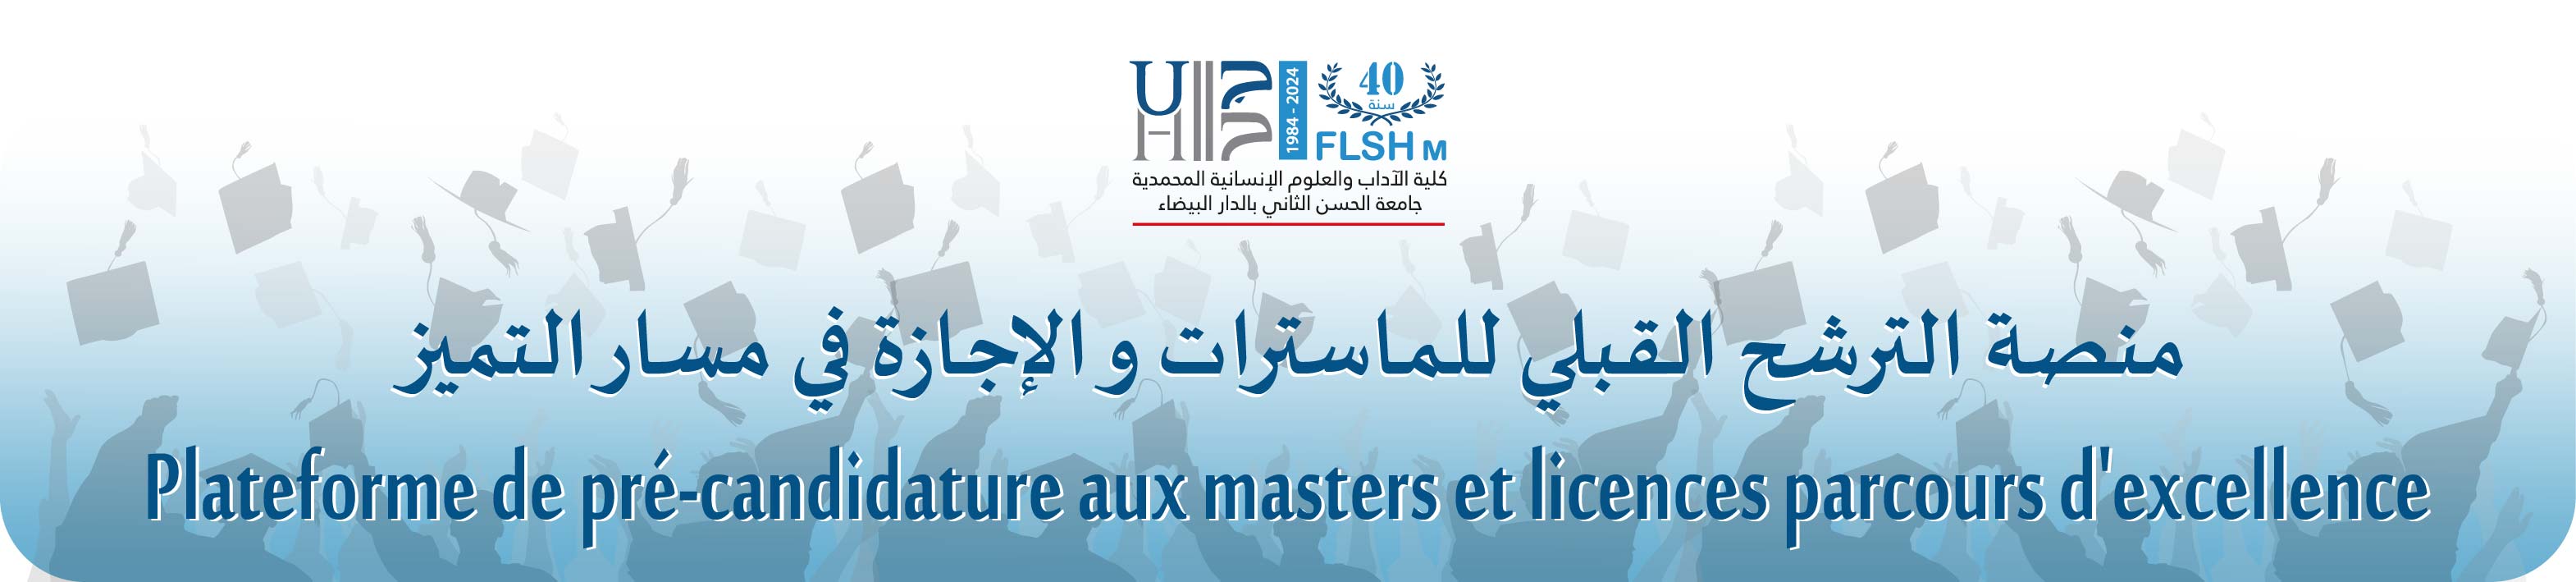 UH
1984 - 2024
40
سنة
FLSH M
كلية الآداب والعلوم الإنسانية المحمدية
جامعة الحسن الثاني بالدار البيضاء
منصة الترشح القبلي للماسترات و الإجازة في مسار التميز
Plateforme de pré-candidature aux masters et licences parcours d'excellence